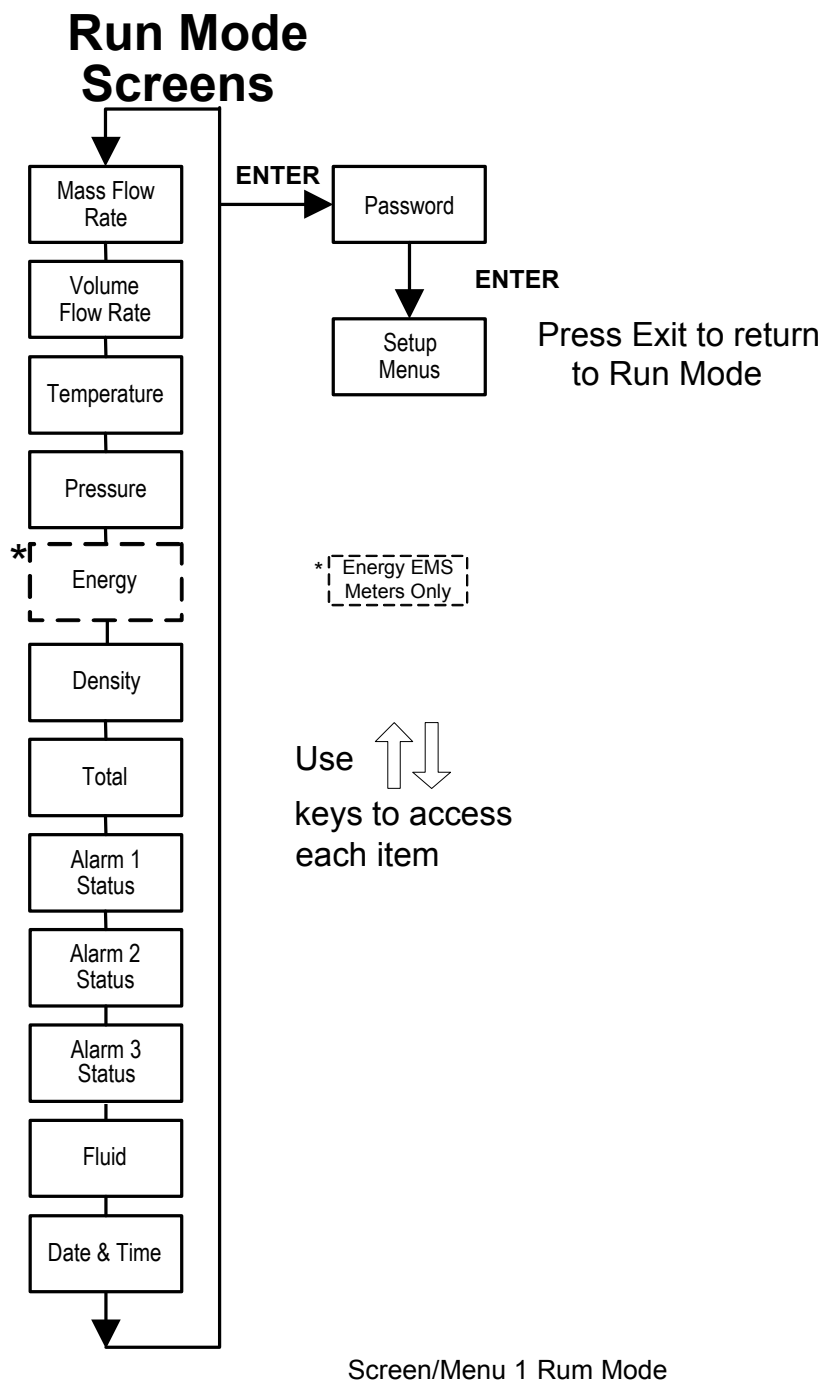 Run Mode
Screens
Mass Flow
Rate
ENTER
Password
Volume
Flow Rate
ENTER
Setup
Menus
Press Exit to return
to Run Mode
Temperature
Pressure
*
Energy
* Energy EMS
Meters Only
Density
Total
Use
keys to access
each item
Alarm 1
Status
Alarm 2
Status
Alarm 3
Status
Fluid
Date & Time
Screen/Menu 1 Rum Mode